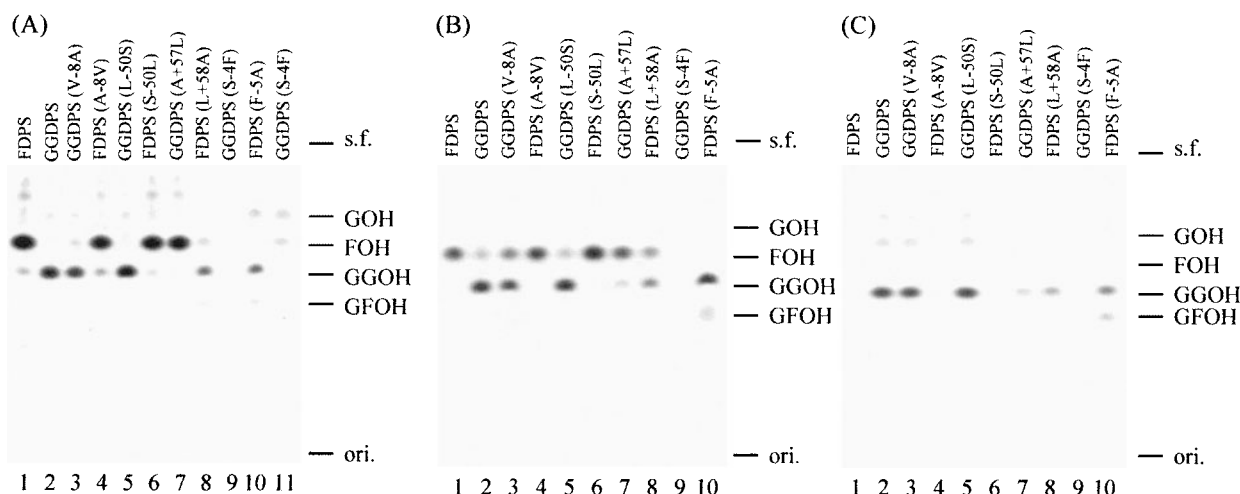 (A)
FDPS
GGDPS
GGDPS (V-8A)
FDPS (A-8V)
GGDPS (L-50S)
FDPS (S-50L)
GGDPS (A+57L)
FDPS (L+58A)
GGDPS (S-4F)
FDPS (F-5A)
GGDPS (S-4F)
s.f.
GOH
FOH
GGOH
GFOH
ori.
1 2 3 4 5 6 7 8 9 10 11
(B)
FDPS
GGDPS
GGDPS (V-8A)
FDPS (A-8V)
GGDPS (L-50S)
FDPS (S-50L)
GGDPS (A+57L)
FDPS (L+58A)
GGDPS (S-4F)
FDPS (F-5A)
s.f.
GOH
FOH
GGOH
GFOH
ori.
1 2 3 4 5 6 7 8 9 10
(C)
FDPS
GGDPS
GGDPS (V-8A)
FDPS (A-8V)
GGDPS (L-50S)
FDPS (S-50L)
GGDPS (A+57L)
FDPS (L+58A)
GGDPS (S-4F)
FDPS (F-5A)
s.f.
GOH
FOH
GGOH
GFOH
ori.
1 2 3 4 5 6 7 8 9 10